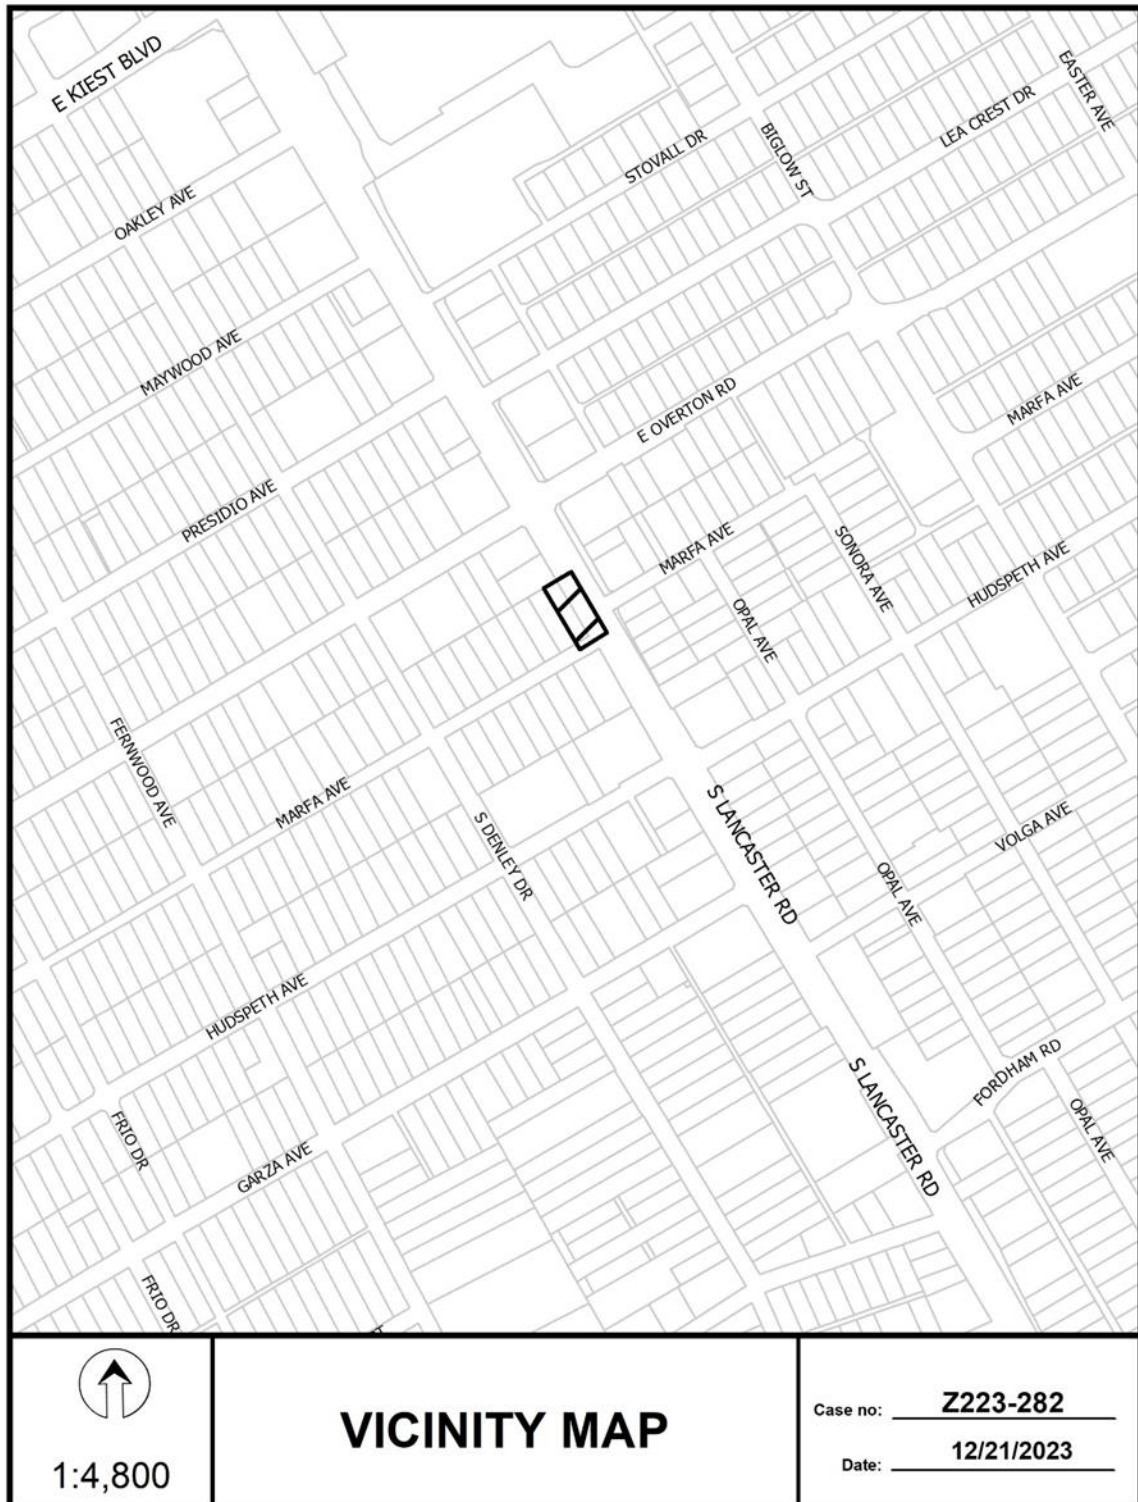 E KIEST BLVD
EASTER AVE
LEA CREST DR
BIGLOW ST
STOVALL DR
OAKLEY AVE
MAYWOOD AVE
E OVERTON RD
MARFA AVE
PRESIDIO AVE
MARFA AVE
SONORA AVE
HUDSPETH AVE
OPAL AVE
FERNWOOD AVE
MARFA AVE
S DENLEY DR
S LANCASTER RD
VOLGA AVE
OPAL AVE
HUDSPETH AVE
FORDHAM RD
S LANCASTER RD
OPAL AVE
FRIO DR
GARZA AVE
FRIO DR
1:4,800
VICINITY MAP
Case no: Z223-282
Date: 12/21/2023